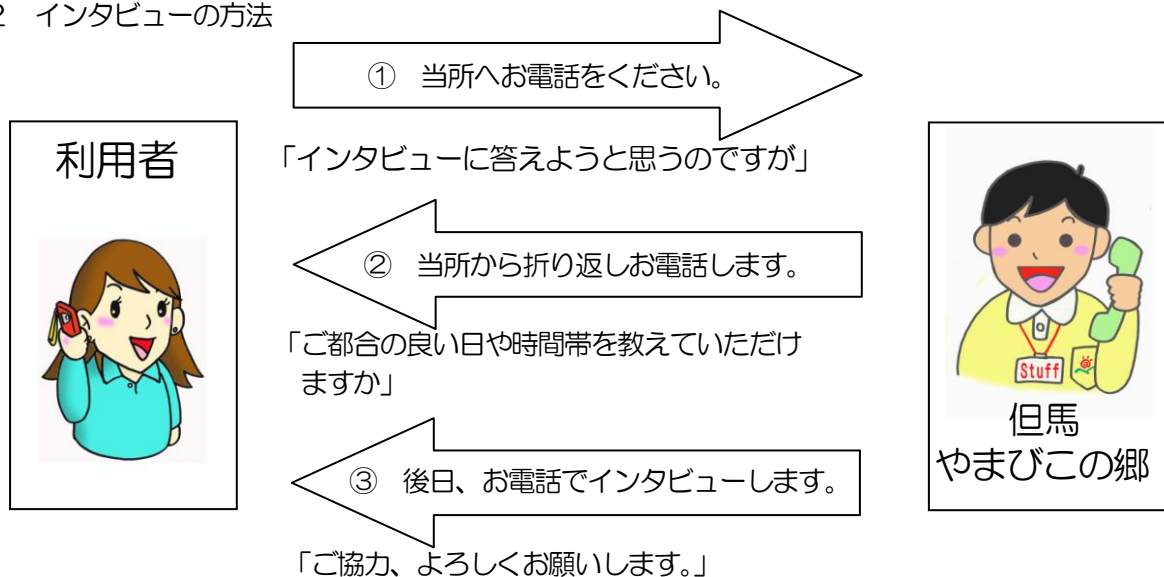 2 インタビューの方法
① 当所へお電話をください。
利用者
「インタビューに答えようと思うのですが」
② 当所から折り返しお電話します。
「ご都合の良い日や時間帯を教えていただけ
ますか」
Stuff
但馬
やまびこの郷
③ 後日、お電話でインタビューします。
「ご協力、よろしくお願いします。」